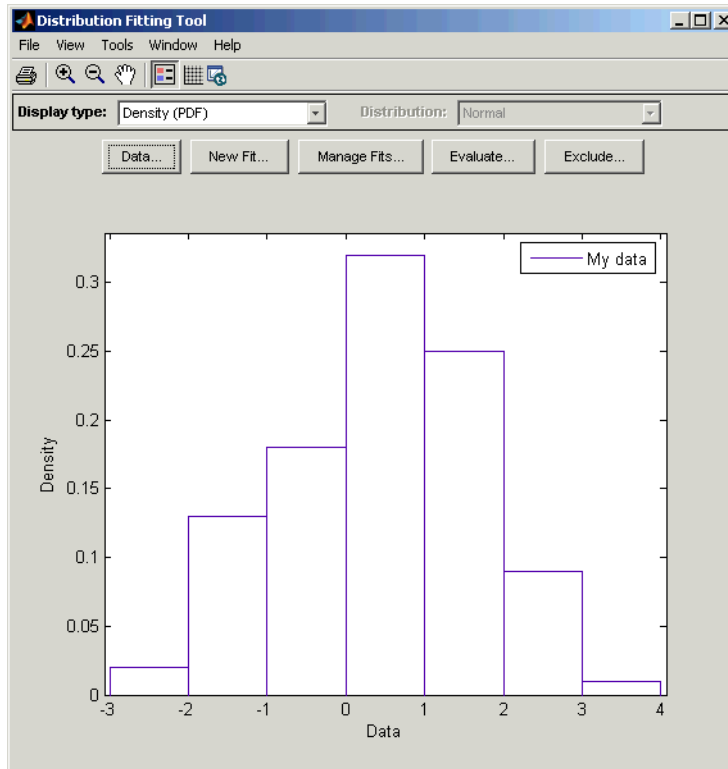 Distribution Fitting Tool
File View Tools Window Help
Display type: Density (PDF) Distribution: Normal
Data... New Fit... Manage Fits... Evaluate... Exclude...
My data
0.3
0.25
0.2
0.15
0.1
0.05
0
Density
-3 -2 -1 0 1 2 3 4
Data